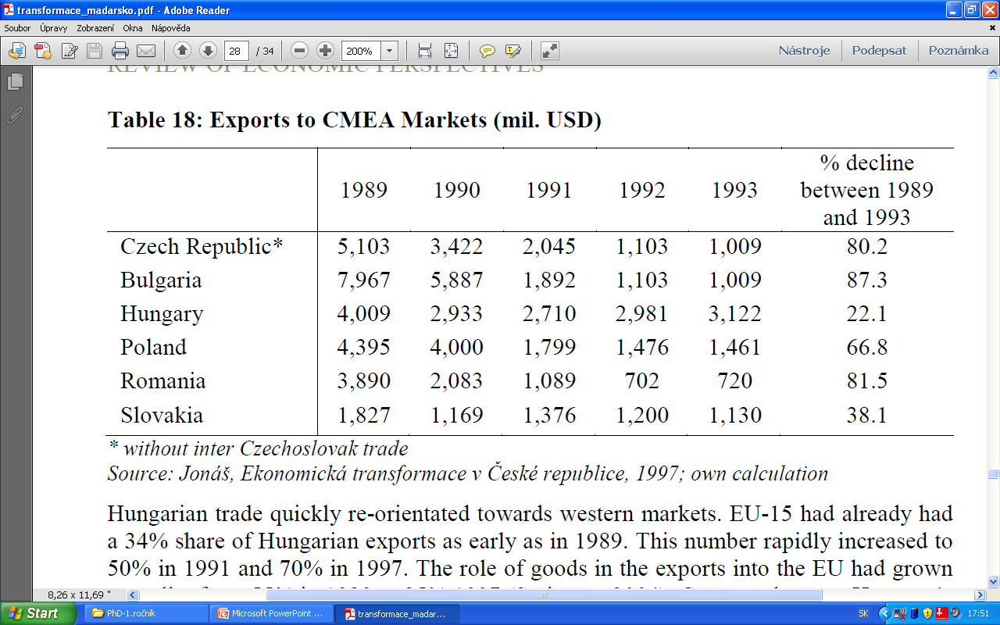 transformace_madarsko.pdf - Adobe Reader
Soubor Úpravy Zobrazení Okna Nápověda
28 / 34 200% Nástroje Podepsat Poznámka
REVIEW OF ECONOMIC PERSPECTIVES
Table 18: Exports to CMEA Markets (mil. USD)
1989 1990 1991 1992 1993 % decline
between 1989
and 1993
Czech Republic* 5,103 3,422 2,045 1,103 1,009 80.2
Bulgaria 7,967 5,887 1,892 1,103 1,009 87.3
Hungary 4,009 2,933 2,710 2,981 3,122 22.1
Poland 4,395 4,000 1,799 1,476 1,461 66.8
Romania 3,890 2,083 1,089 702 720 81.5
Slovakia 1,827 1,169 1,376 1,200 1,130 38.1
* without inter Czechoslovak trade
Source: Jonáš, Ekonomická transformace v České republice, 1997; own calculation
Hungarian trade quickly re-orientated towards western markets. EU-15 had already had
a 34% share of Hungarian exports as early as in 1989. This number rapidly increased to
50% in 1991 and 70% in 1997. The role of goods in the exports into the EU had grown
8,26 x 11,69 "
Start PhD-1.ročník Microsoft PowerPoint ... transformace_madar... SK 17:51